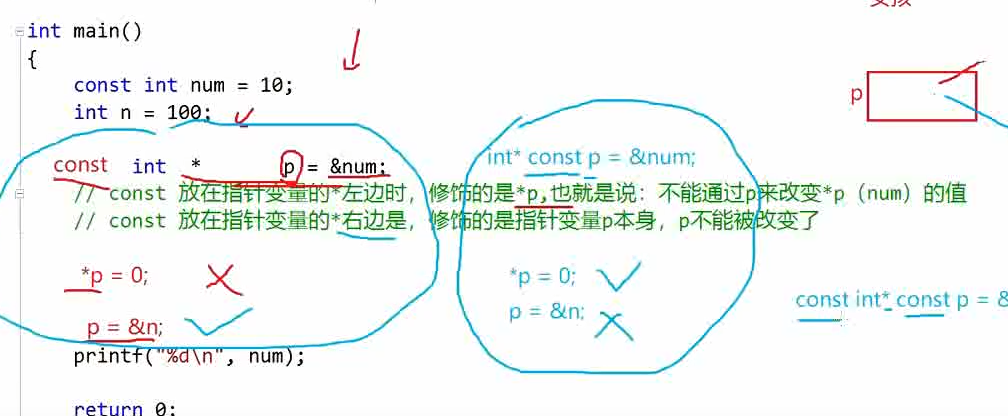 int main()
{
const int num = 10;
int n = 100;
p
const int * p = &num;
int* const p = &num;
// const 放在指针变量的*左边时，修饰的是*p,也就是说：不能通过p来改变*p（num）的值
// const 放在指针变量的*右边是，修饰的是指针变量p本身，p不能被改变了
*p = 0;
p = &n;
*p = 0;
p = &n;
const int* const p = &
printf("%d\n", num);
return 0;